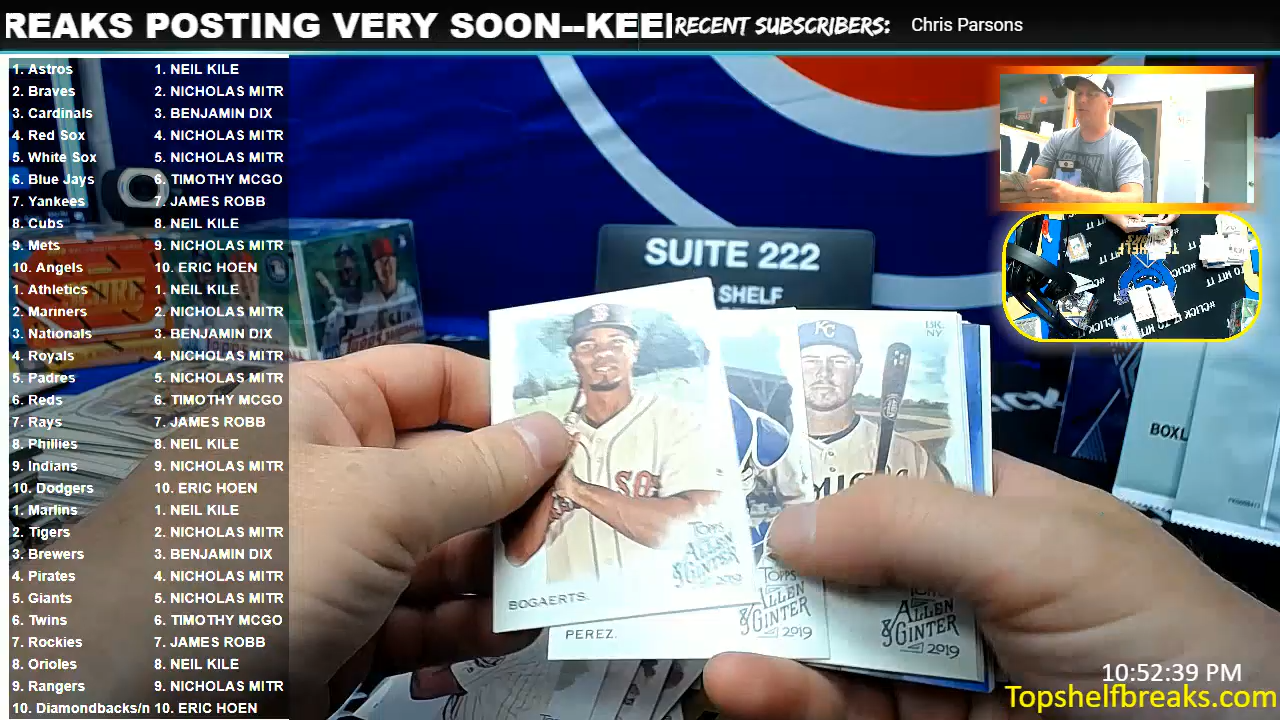 REAKS POSTING VERY SOON--KEE
RECENT SUBSCRIBERS: Chris Parsons
1. Astros 1. NEIL KILE
2. Braves 2. NICHOLAS MITR
3. Cardinals 3. BENJAMIN DIX
4. Red Sox 4. NICHOLAS MITR
5. White Sox 5. NICHOLAS MITR
6. Blue Jays 6. TIMOTHY MCGO
7. Yankees 7. JAMES ROBB
8. Cubs 8. NEIL KILE
9. Mets 9. NICHOLAS MITR
10. Angels 10. ERIC HOEN
1. Athletics 1. NEIL KILE
2. Mariners 2. NICHOLAS MITR
3. Nationals 3. BENJAMIN DIX
4. Royals 4. NICHOLAS MITR
5. Padres 5. NICHOLAS MITR
6. Reds 6. TIMOTHY MCGO
7. Rays 7. JAMES ROBB
8. Phillies 8. NEIL KILE
9. Indians 9. NICHOLAS MITR
10. Dodgers 10. ERIC HOEN
1. Marlins 1. NEIL KILE
2. Tigers 2. NICHOLAS MITR
3. Brewers 3. BENJAMIN DIX
4. Pirates 4. NICHOLAS MITR
5. Giants 5. NICHOLAS MITR
6. Twins 6. TIMOTHY MCGO
7. Rockies 7. JAMES ROBB
8. Orioles 8. NEIL KILE
9. Rangers 9. NICHOLAS MITR
10. Diamondbacks/n 10. ERIC HOEN
SUITE 222
SHELF
KC
BR.
NY
BOXL
SO
TOPPS
ALLEN
& GINTER
2019
BOGAERTS.
TOPPS
ALLEN
& GINTER
2019
PEREZ.
ALLEN
& GINTER
2019
10:52:39 PM
Topshelfbreaks.com